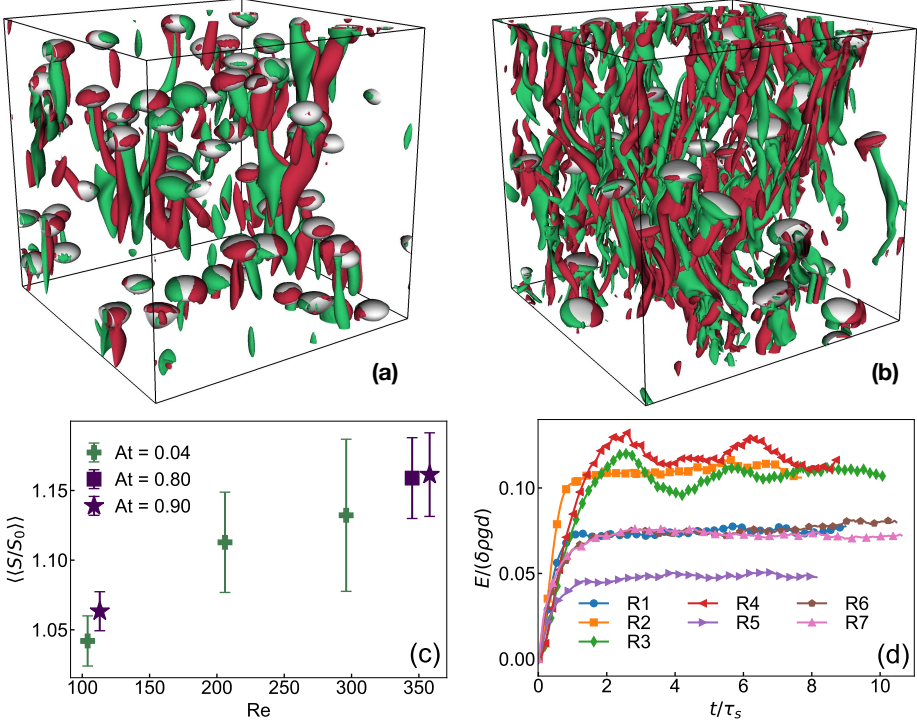 (a)
(b)
At = 0.04
At = 0.80
At = 0.90
1.15
1.10
1.05
⟨⟨S/S₀⟩⟩
100 150 200 250 300 350
Re
(c)
0.10
0.05
0.00
E/(δρgd)
R1 R4 R6
R2 R5 R7
R3
0 2 4 6 8 10
t/τₛ
(d)